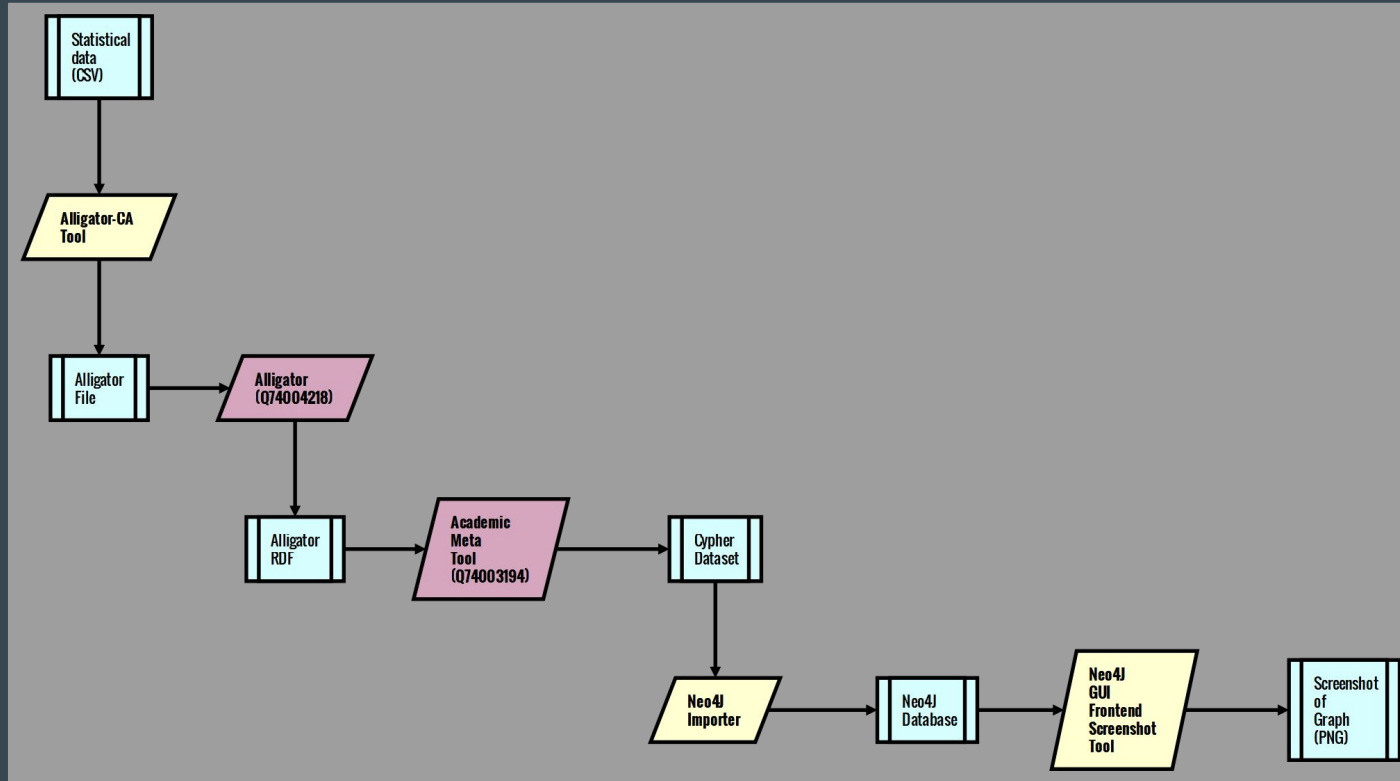 Statistical
data
(CSV)
Alligator-CA
Tool
Alligator
File
Alligator
(Q74004218)
Alligator
RDF
Academic
Meta
Tool
(Q74003194)
Cypher
Dataset
Neo4J
Importer
Neo4J
Database
Neo4J
GUI
Frontend
Screenshot
Tool
Screenshot
of
Graph
(PNG)